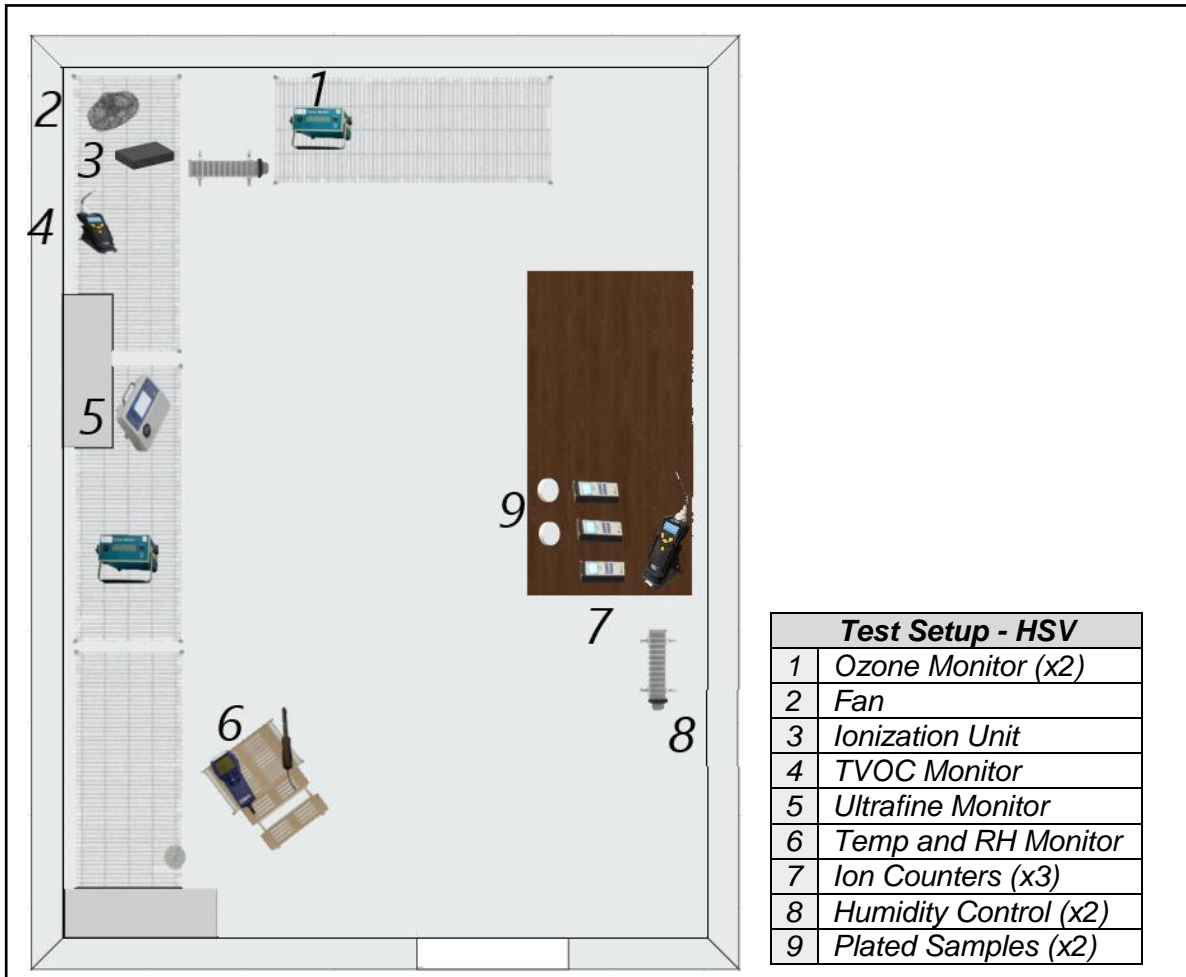 1
2
3
4
5
9
7
6
8
Test Setup - HSV
1 Ozone Monitor (x2)
2 Fan
3 Ionization Unit
4 TVOC Monitor
5 Ultrafine Monitor
6 Temp and RH Monitor
7 Ion Counters (x3)
8 Humidity Control (x2)
9 Plated Samples (x2)